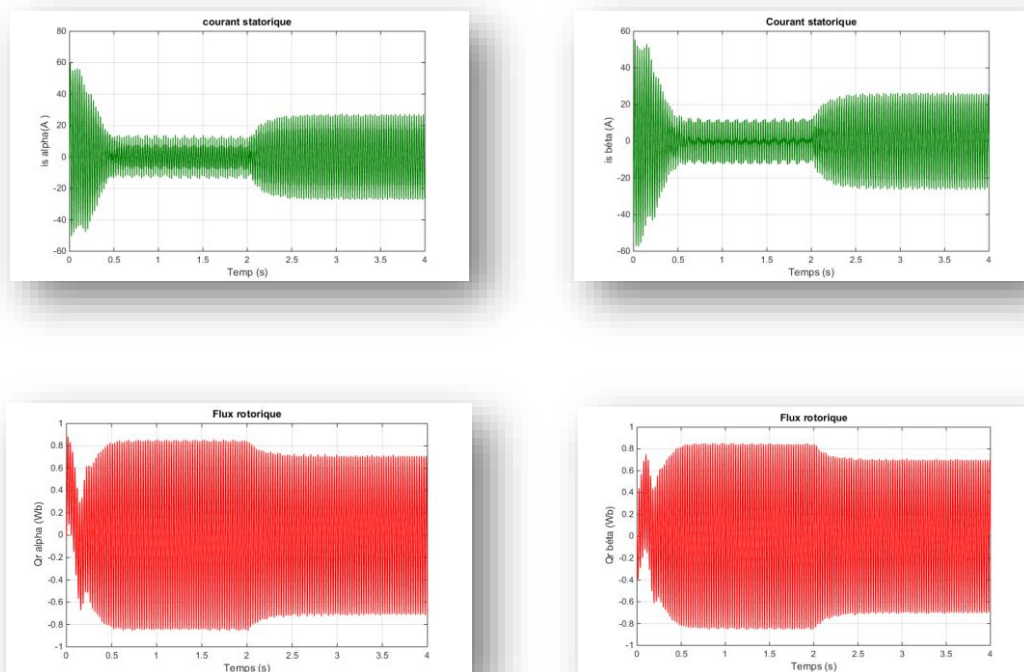 courant statorique
80
60
40
20
0
-20
-40
-60
is alpha(A )
0 0.5 1 1.5 2 2.5 3 3.5 4
Temp (s)
Courant statorique
60
40
20
0
-20
-40
-60
is bêta (A)
0 0.5 1 1.5 2 2.5 3 3.5 4
Temps (s)
Flux rotorique
1
0.8
0.6
0.4
0.2
0
-0.2
-0.4
-0.6
-0.8
-1
Qr alpha (Wb)
0 0.5 1 1.5 2 2.5 3 3.5 4
Temps (s)
Flux rotorique
1
0.8
0.6
0.4
0.2
0
-0.2
-0.4
-0.6
-0.8
-1
Qr bêta (Wb)
0 0.5 1 1.5 2 2.5 3 3.5 4
Temps (s)